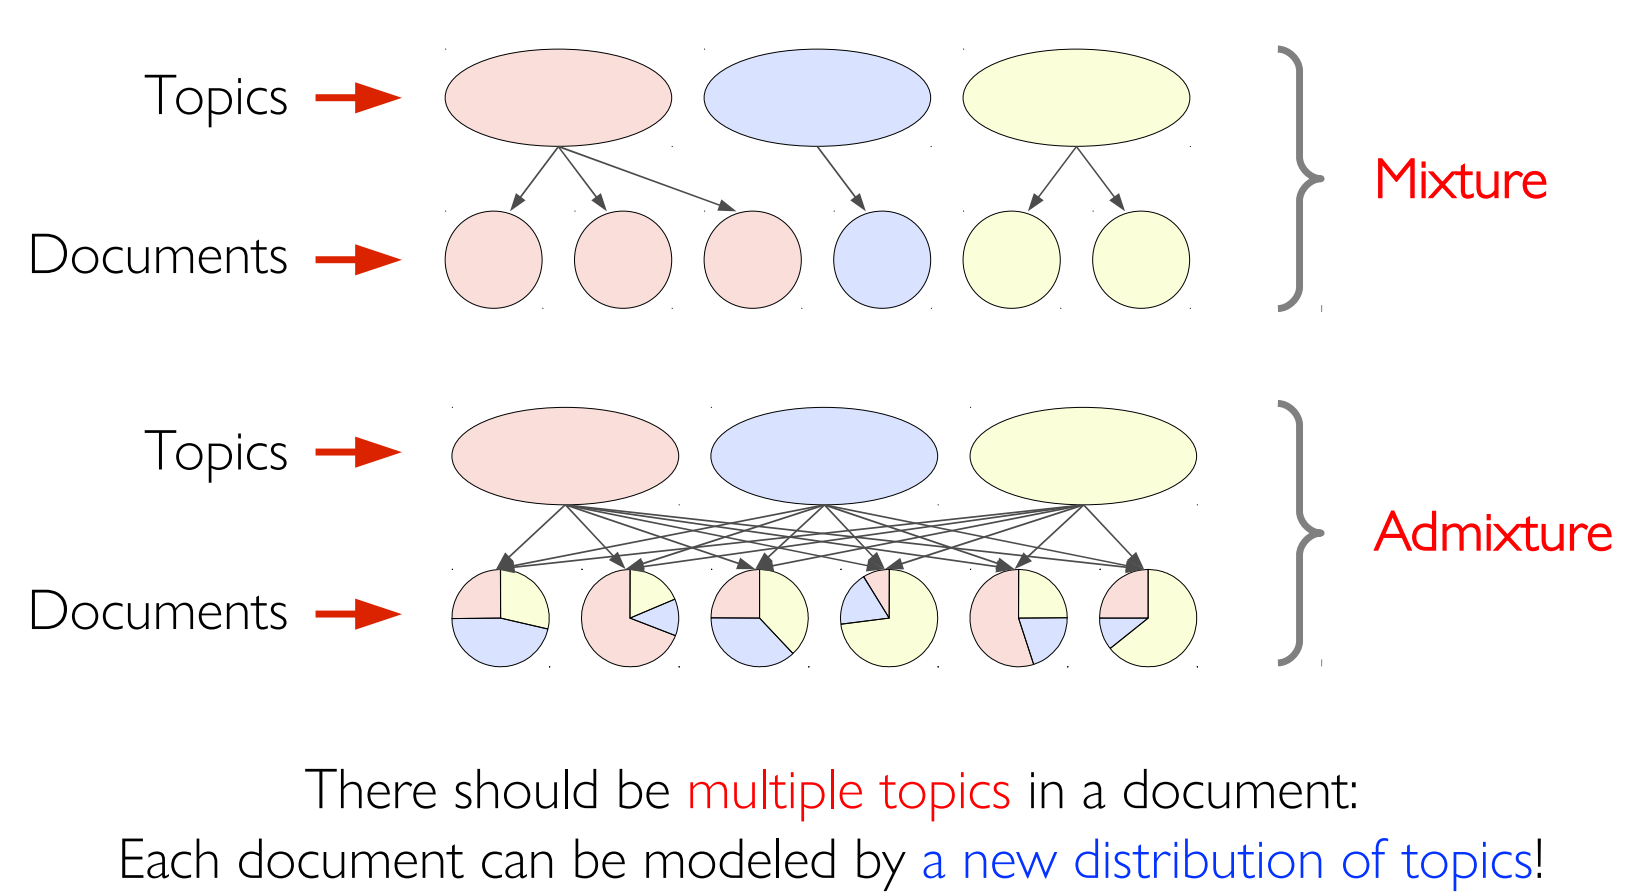 Topics
Mixture
Documents
Topics
Admixture
Documents
There should be multiple topics in a document:
Each document can be modeled by a new distribution of topics!